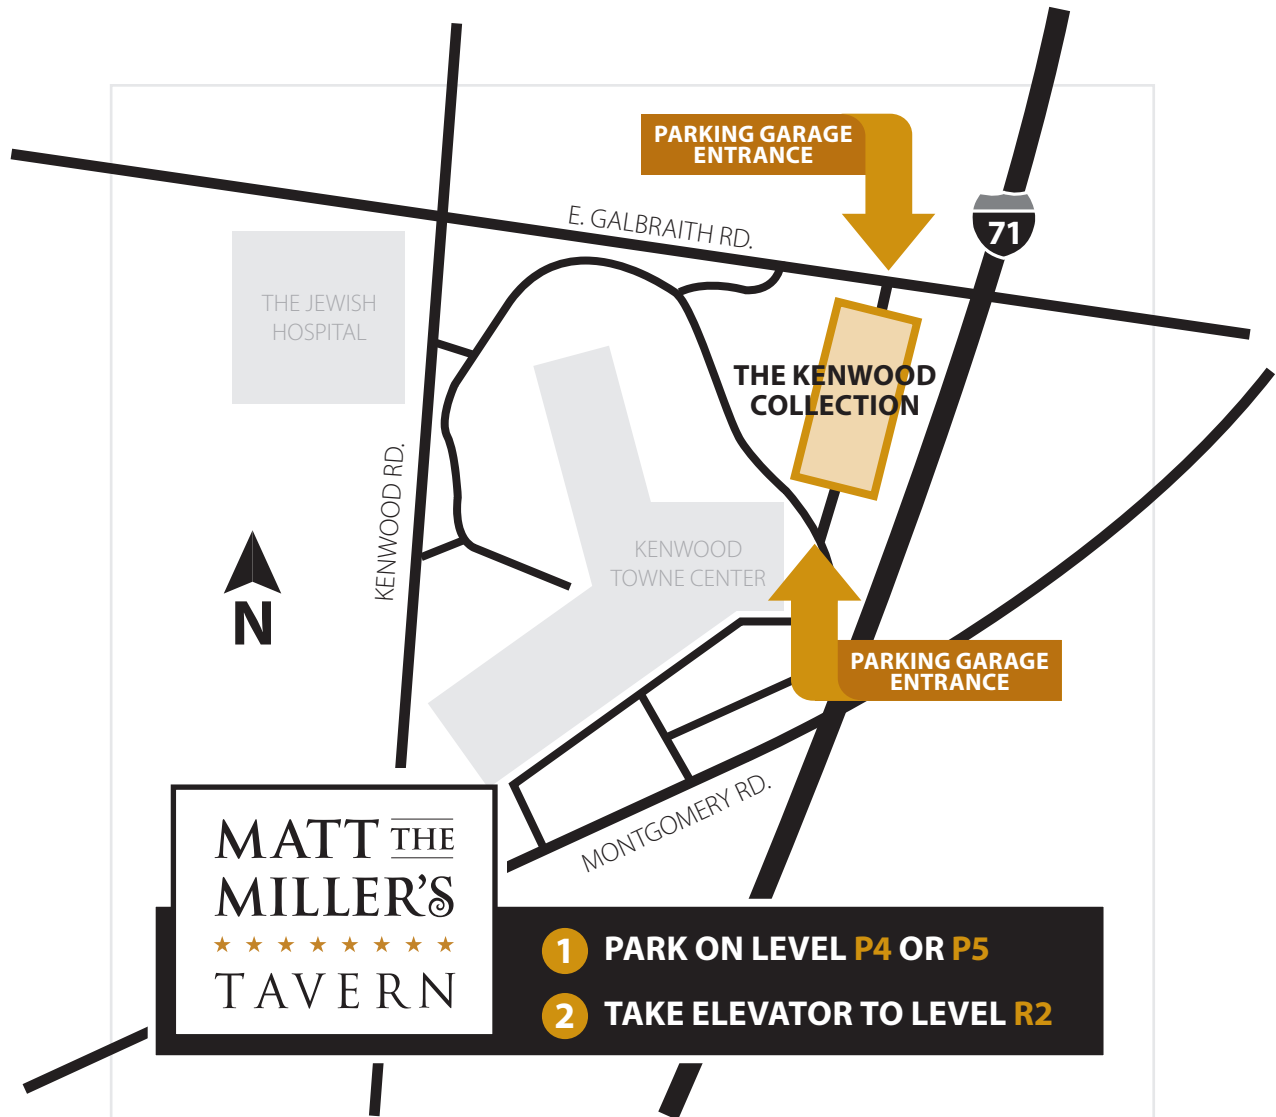 PARKING GARAGE
ENTRANCE
E. GALBRAITH RD.
71
THE JEWISH
HOSPITAL
THE KENWOOD
COLLECTION
KENWOOD RD.
KENWOOD
TOWNE CENTER
N
PARKING GARAGE
ENTRANCE
MONTGOMERY RD.
MATT THE
MILLER'S
TAVERN
1 PARK ON LEVEL P4 OR P5
2 TAKE ELEVATOR TO LEVEL R2